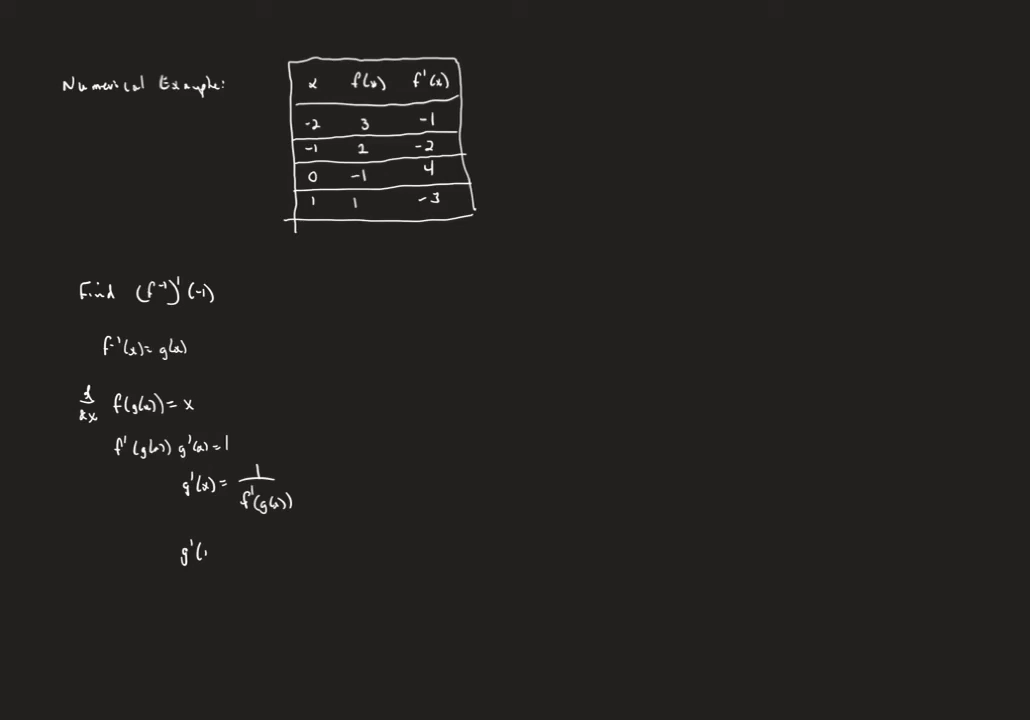 Numerical Example:
x f(x) f'(x)
-2 3 -1
-1 2 -2
0 -1 4
1 1 -3
Find (f⁻¹)'(-1)
f⁻¹(x) = g(x)
d/dx f(g(x)) = x
f'(g(x)) g'(x) = 1
g'(x) = 1/f'(g(x))
g'(